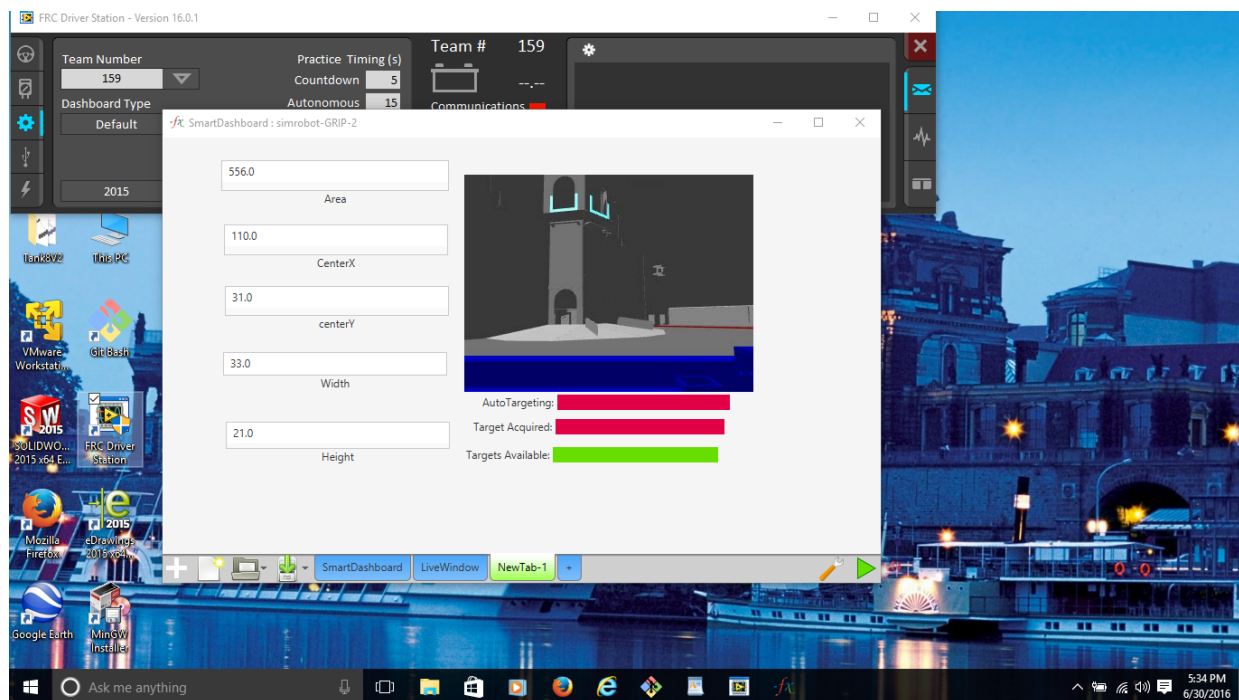 FRC Driver Station - Version 16.0.1
Team Number
159
Dashboard Type
Default
2015
Practice Timing (s)
Countdown 5
Autonomous 15
Team # 159
--.--
Communications
SmartDashboard : simrobot-GRIP-2
556.0
Area
110.0
CenterX
31.0
centerY
33.0
Width
21.0
Height
AutoTargeting:
Target Acquired:
Targets Available:
SmartDashboard LiveWindow NewTab-1 +
Tank8V2
This PC
VMware
Workstati...
Git Bash
SOLIDWO...
2015 x64 E...
FRC Driver
Station
Mozilla
Firefox
eDrawings
2015 x64...
Google Earth
MinGW
Installer
Ask me anything
5:34 PM
6/30/2016